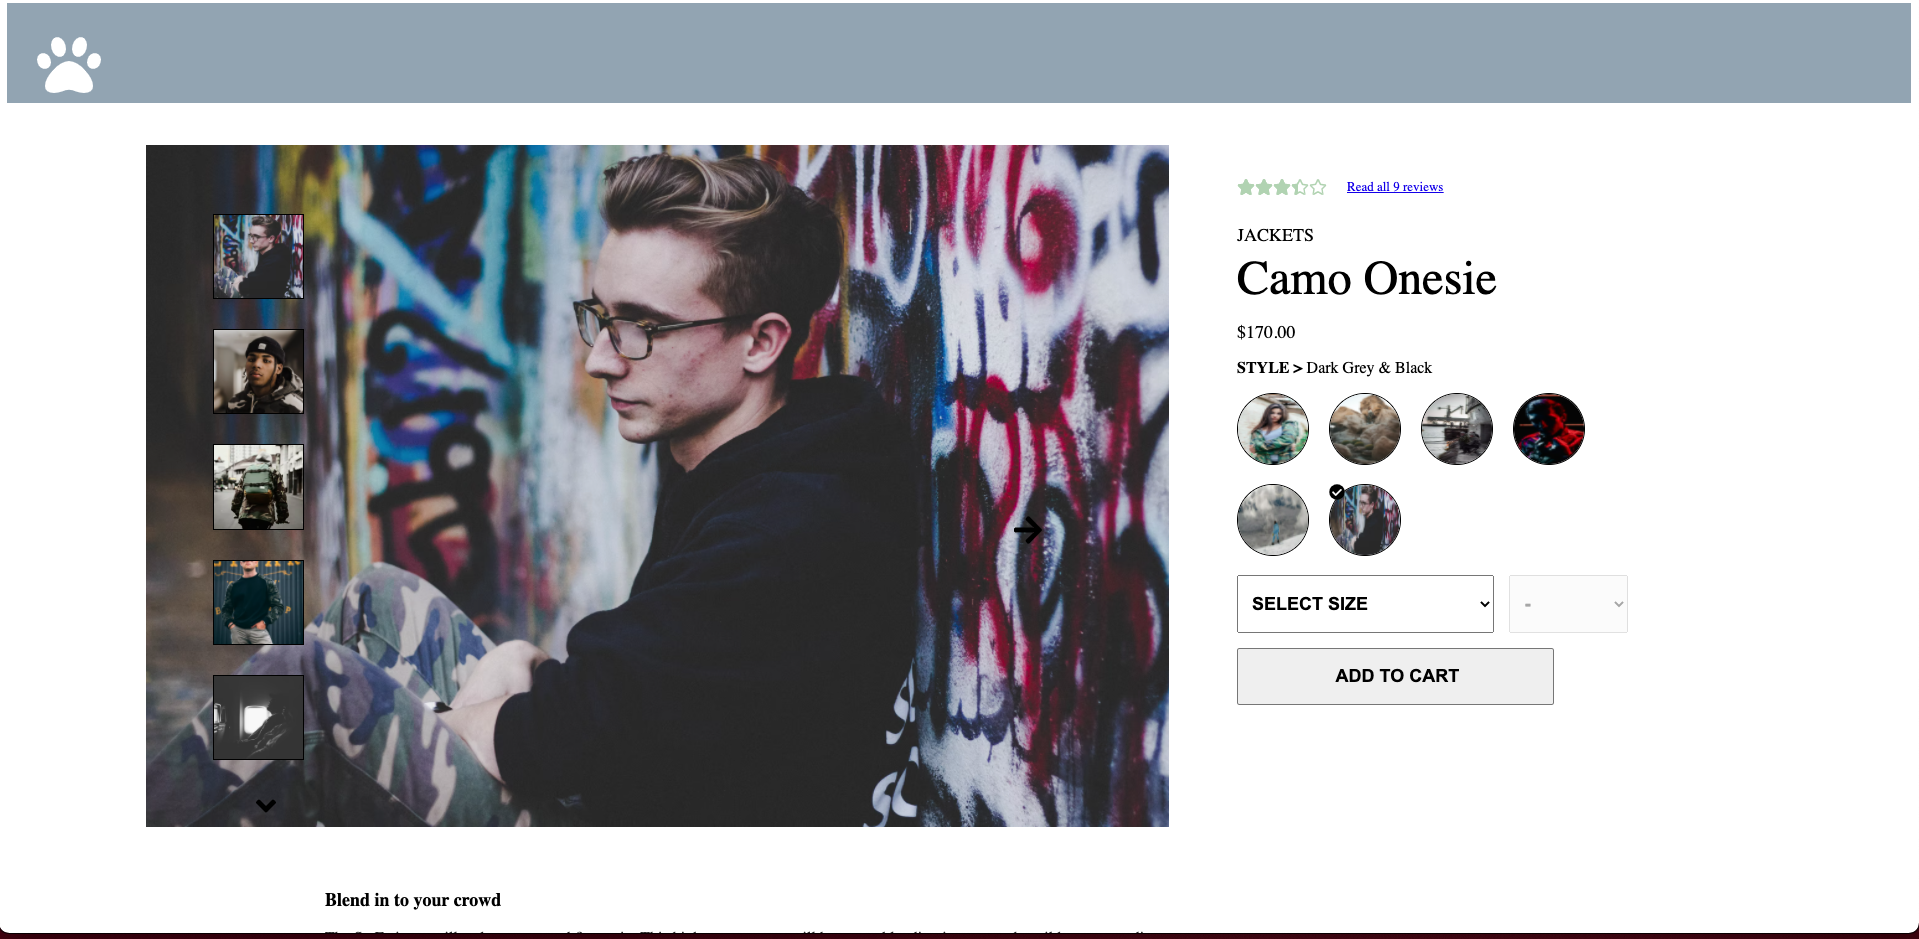 Read all 9 reviews
JACKETS
Camo Onesie
$170.00
STYLE > Dark Grey & Black
SELECT SIZE
-
ADD TO CART
Blend in to your crowd